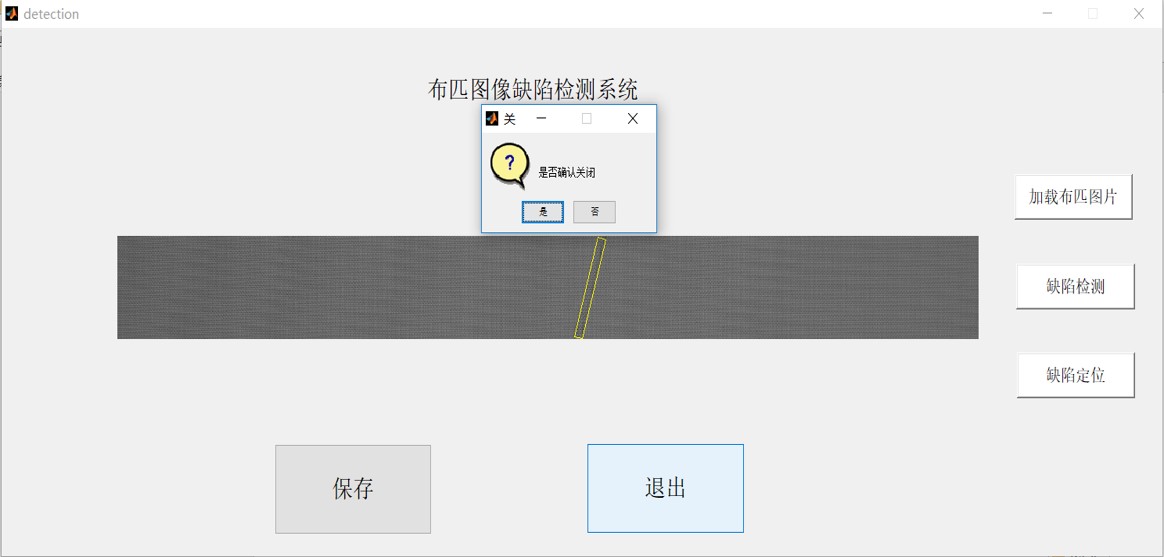 detection
布匹图像缺陷检测系统
关
?
是否确认关闭
是 否
加载布匹图片
缺陷检测
缺陷定位
保存 退出